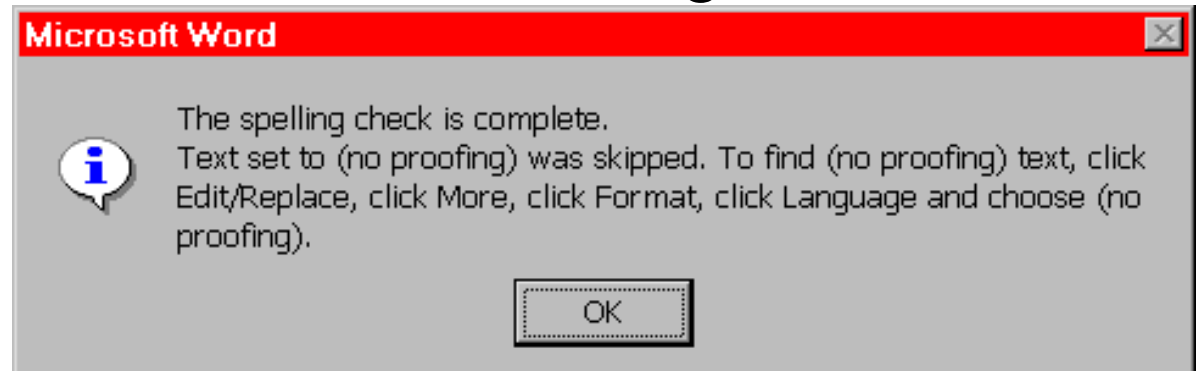 Microsoft Word
The spelling check is complete.
Text set to (no proofing) was skipped. To find (no proofing) text, click
Edit/Replace, click More, click Format, click Language and choose (no
proofing).
OK